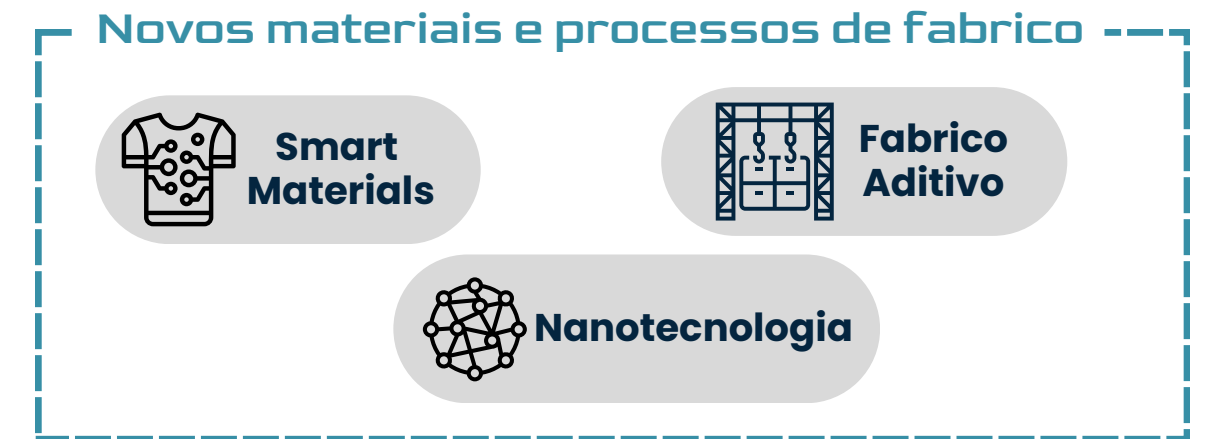 Novos materiais e processos de fabrico
Smart
Materials
Fabrico
Aditivo
Nanotecnologia